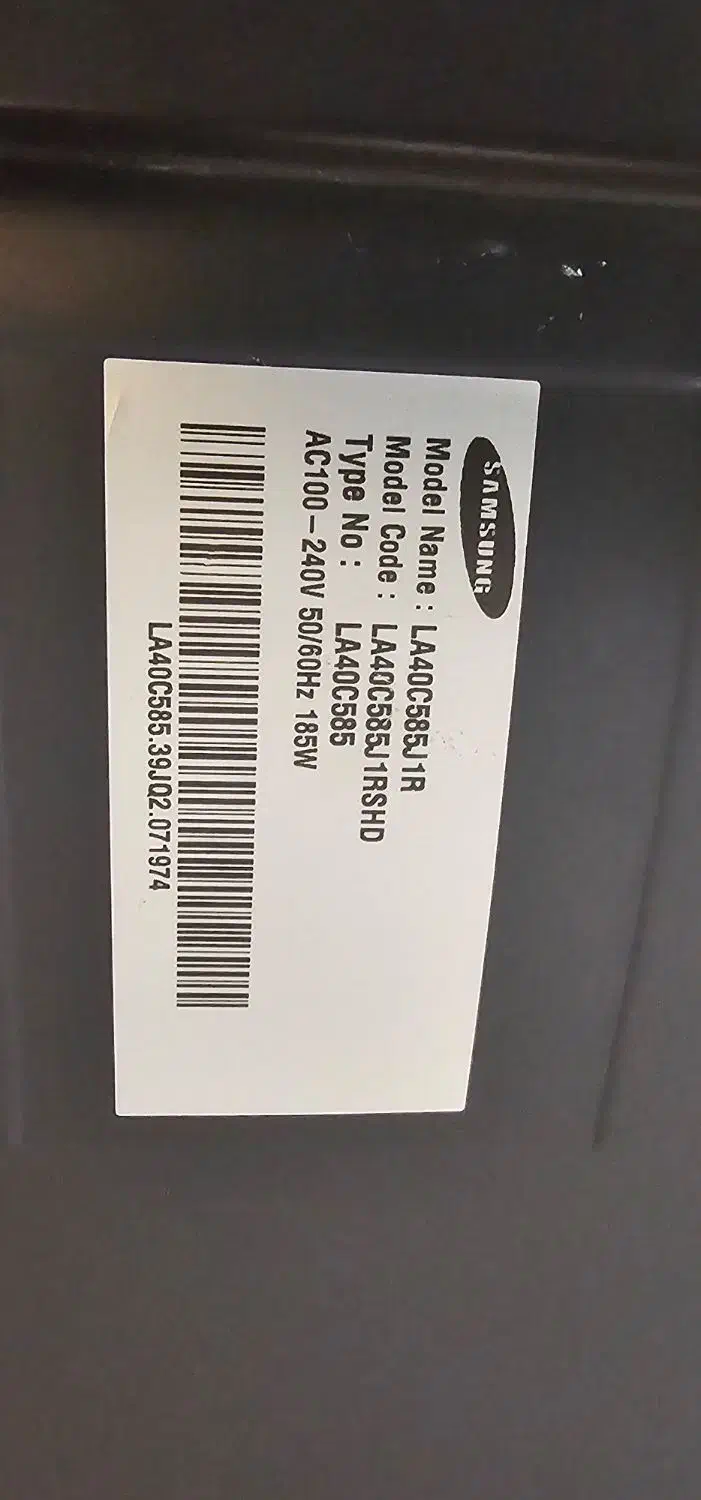 SAMSUNG
Model Name : LA40C585J1R
Model Code : LA40C585J1RSHD
Type No : LA40C585
AC100-240V 50/60Hz 185W
LA40C585.39JQ2.071974